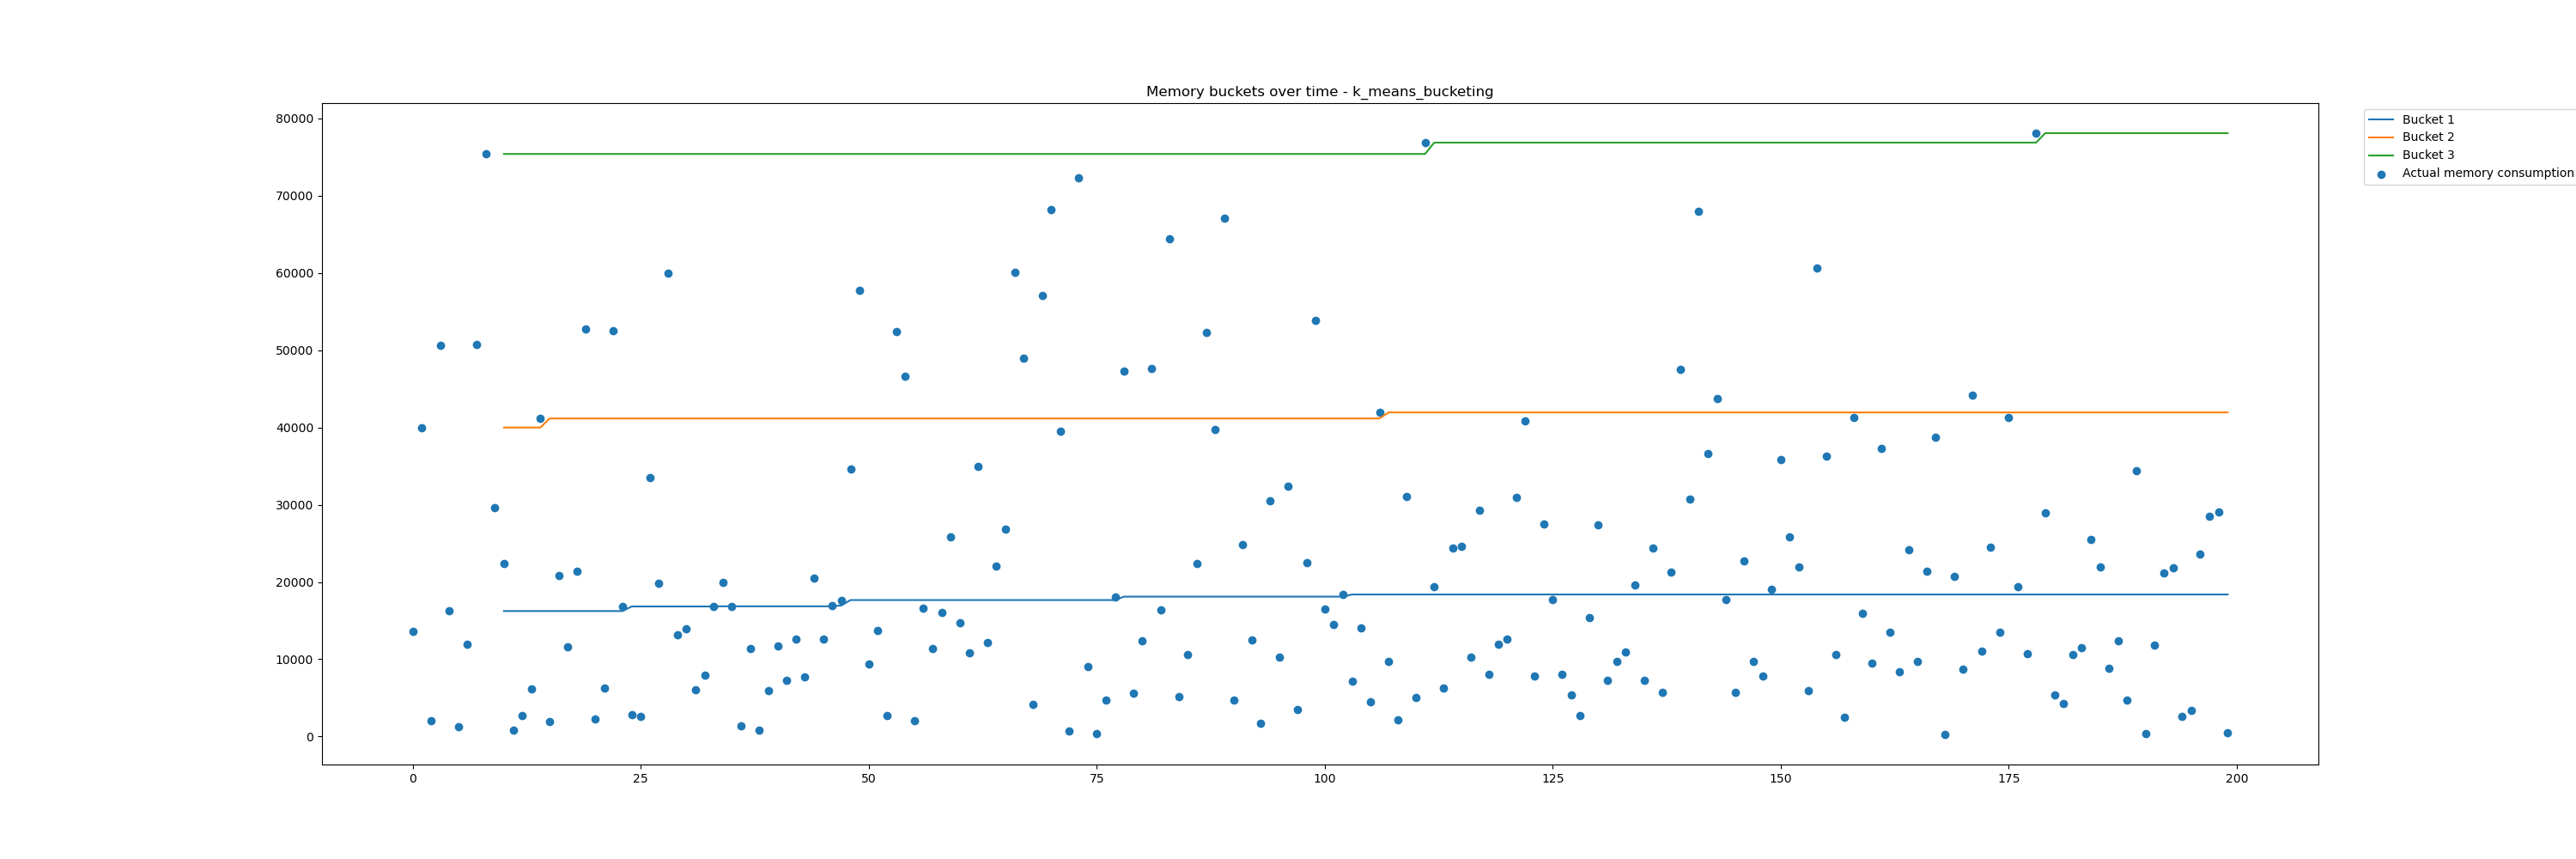 Memory buckets over time - k_means_bucketing
80000
70000
60000
50000
40000
30000
20000
10000
0
0 25 50 75 100 125 150 175 200
Bucket 1
Bucket 2
Bucket 3
Actual memory consumption